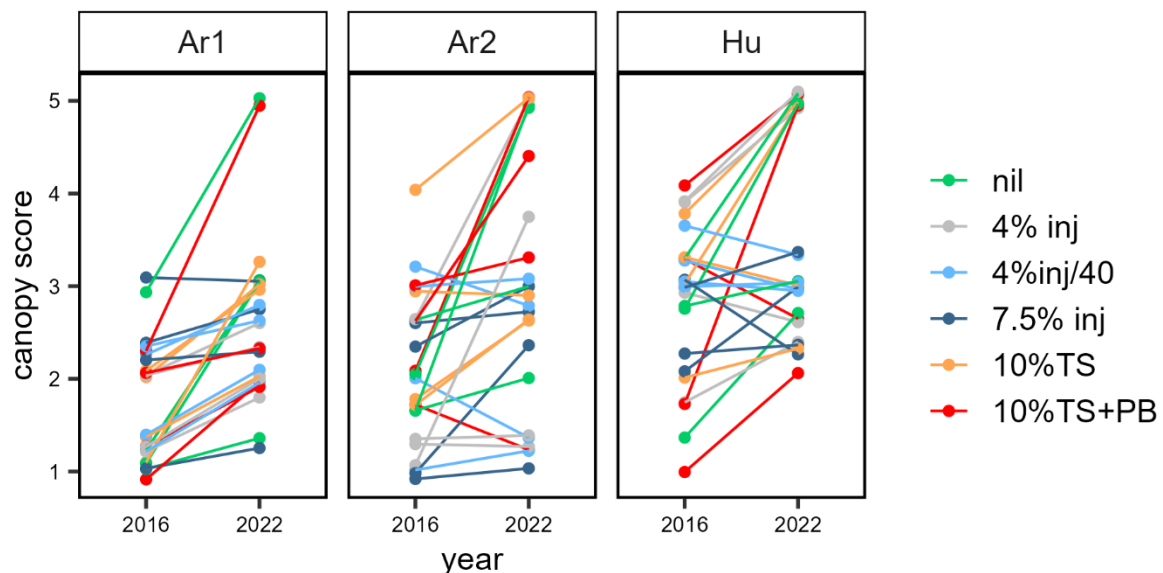 Ar1 Ar2 Hu
5
4
3
2
1
canopy score
2016 2022 2016 2022 2016 2022
year
nil
4% inj
4%inj/40
7.5% inj
10%TS
10%TS+PB